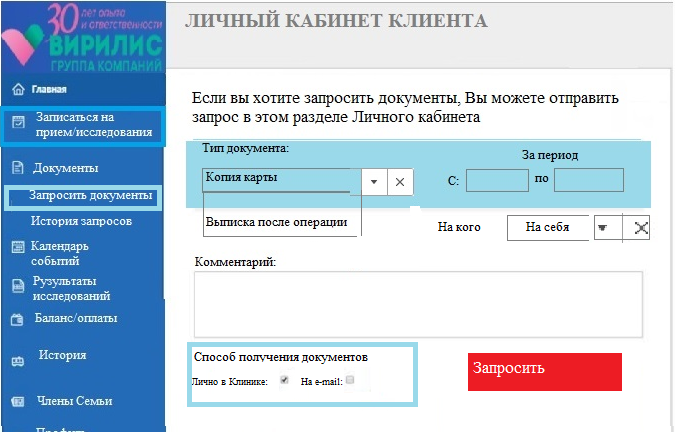 30 лет опыта
и ответственности
ВИРИЛИС
ГРУППА КОМПАНИЙ
ЛИЧНЫЙ КАБИНЕТ КЛИЕНТА
Главная
Записаться на
прием/исследования
Документы
Запросить документы
История запросов
Календарь
событий
Рузультаты
исследований
Баланс/оплаты
История
Члены Семьи
Если вы хотите запросить документы, Вы можете отправить
запрос в этом разделе Личного кабинета
Тип документа:
За период
Копия карты
С:
по
Выписка после операции
На кого
На себя
Комментарий:
Способ получения документов
Лично в Клинике:
На e-mail:
Запросить